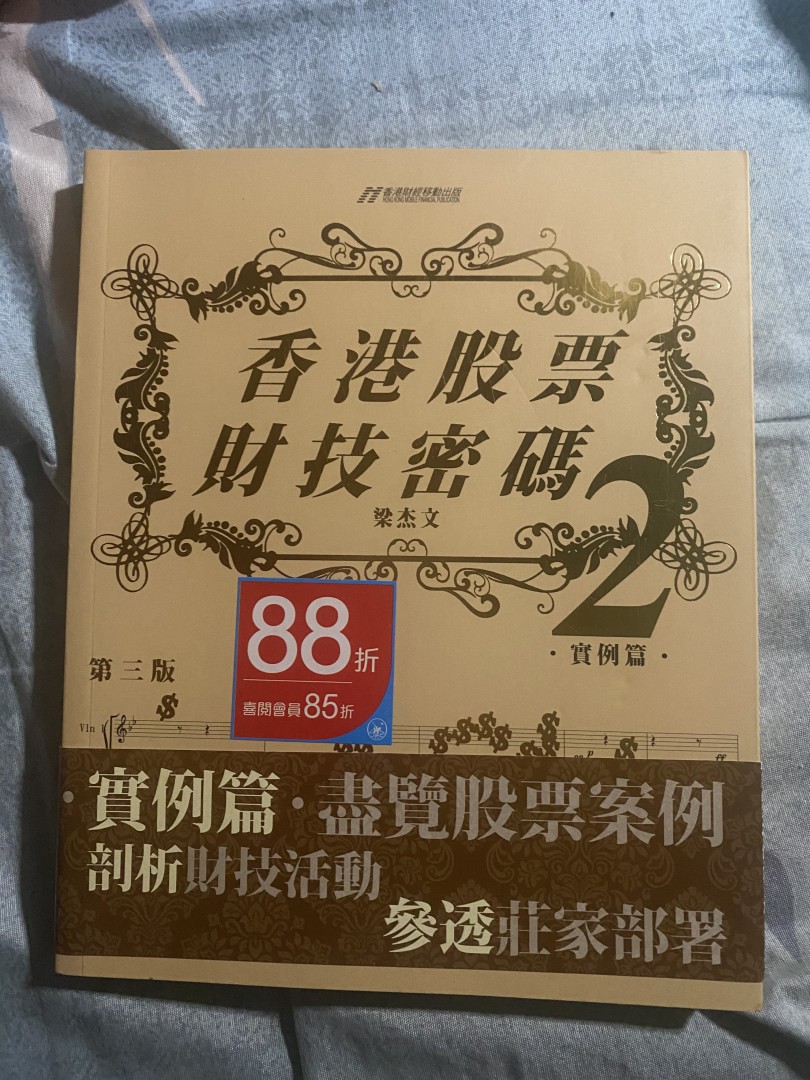 香港財經移動出版
HONG KONG MOBILE FINANCIAL PUBLICATION
香港股票
財技密碼2
梁杰文
•實例篇•
第三版
88折
喜閱會員85折
Vln I
p
ff
•實例篇•盡覽股票案例
剖析財技活動
參透莊家部署